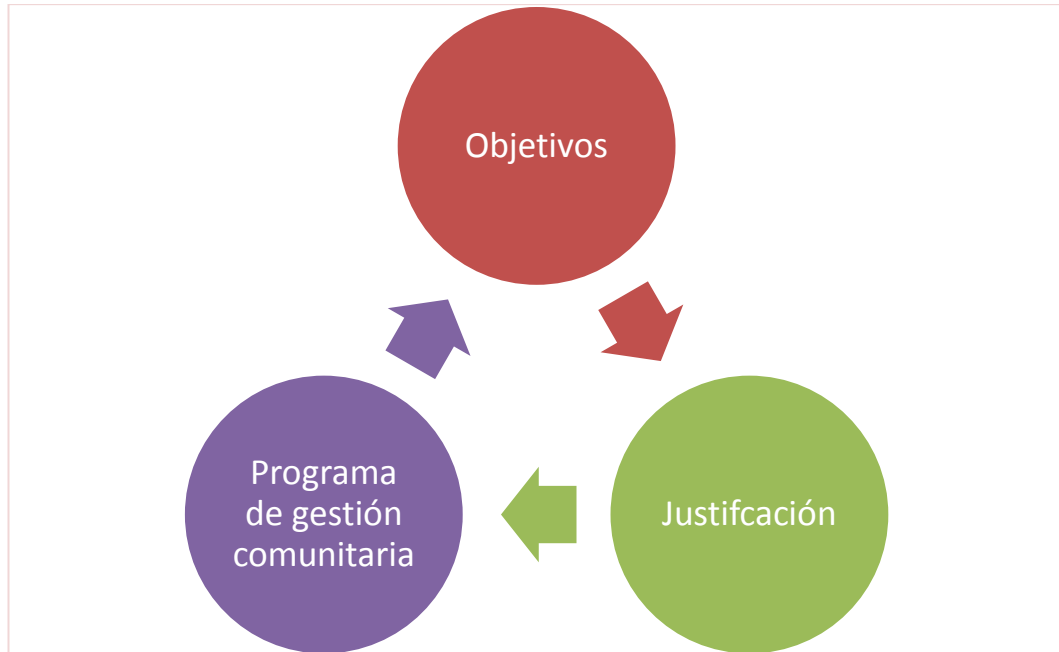 Objetivos
Justifcación
Programa
de gestión
comunitaria